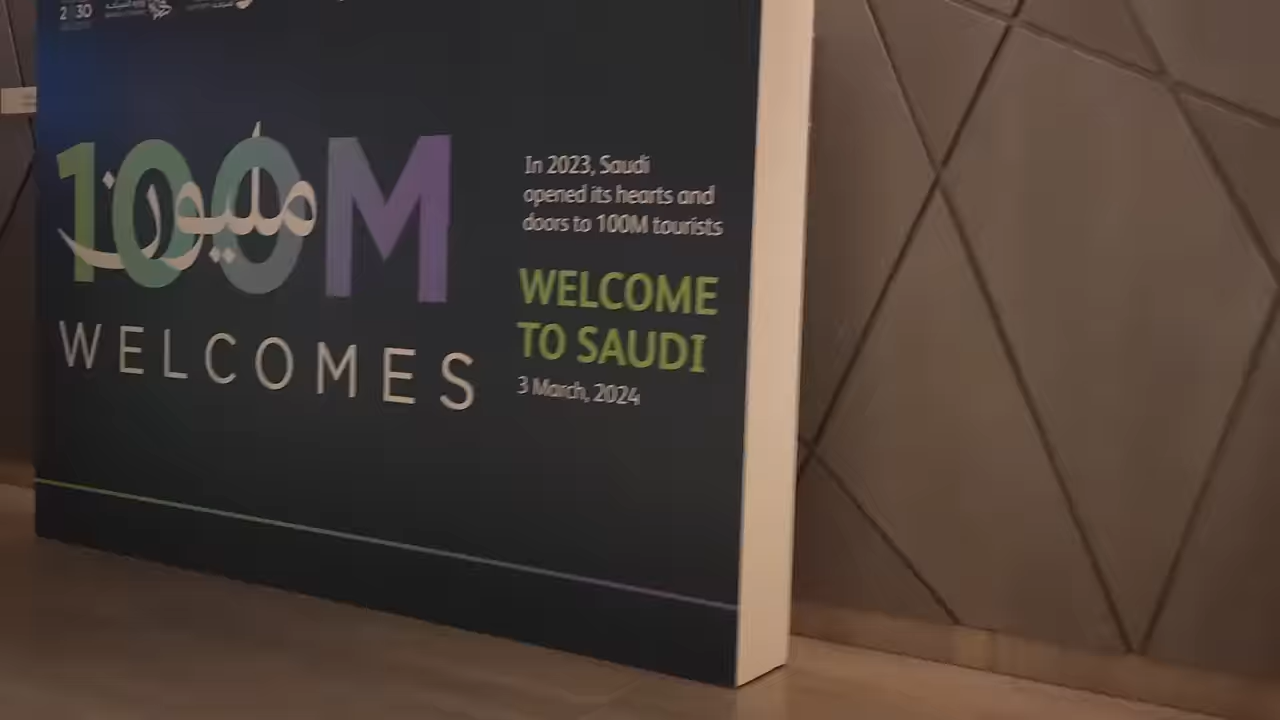 2030
100M
مليون
WELCOMES
In 2023, Saudi
opened its hearts and
doors to 100M tourists
WELCOME
TO SAUDI
3 March, 2024